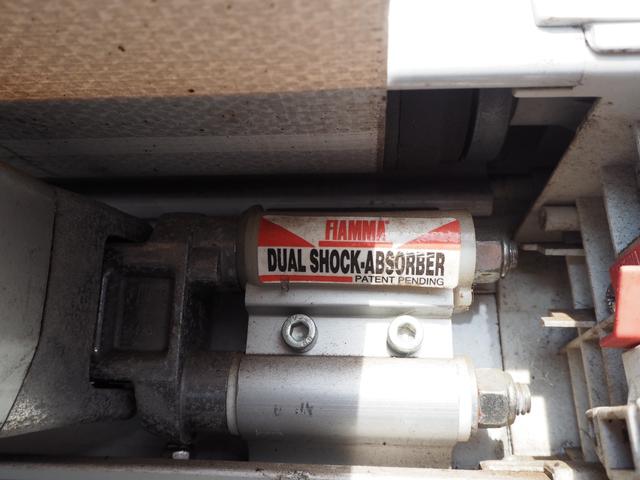 FIAMMA
DUAL SHOCK-ABSORBER
PATENT PENDING